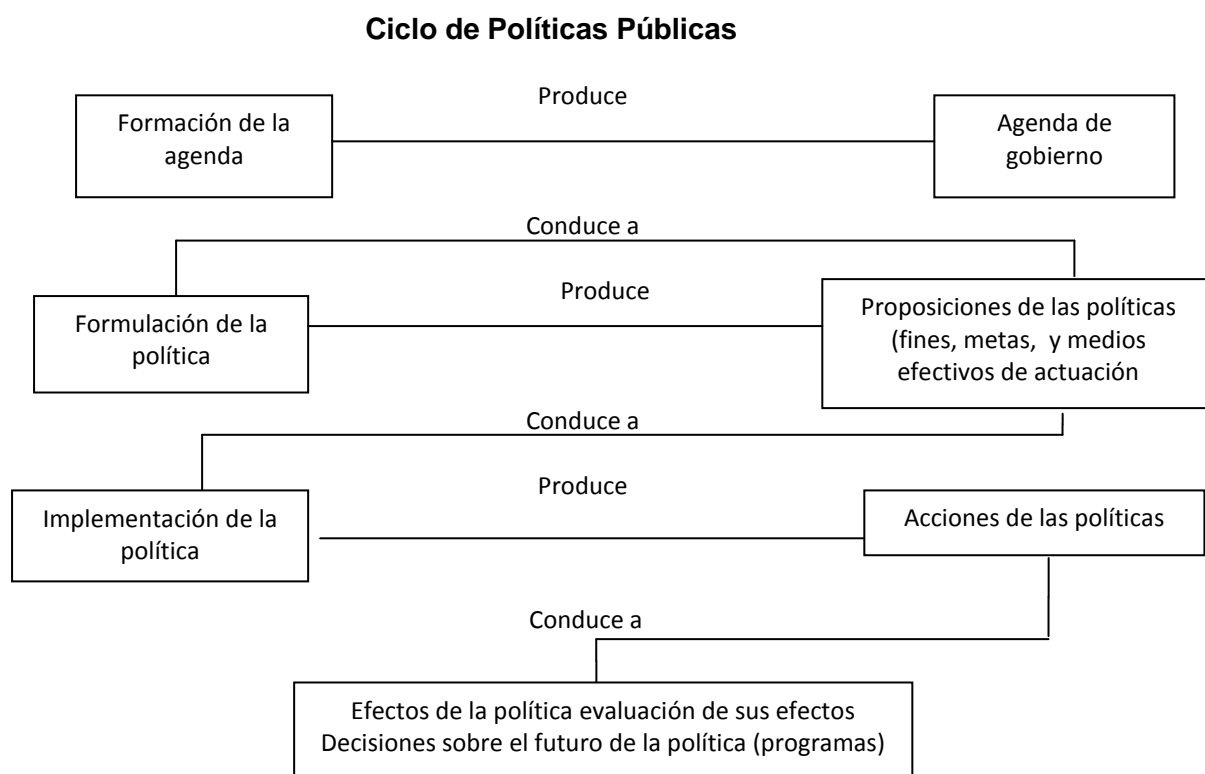 Ciclo de Políticas Públicas
Produce
Formación de la
agenda
Agenda de
gobierno
Conduce a
Produce
Formulación de la
política
Proposiciones de las políticas
(fines, metas, y medios
efectivos de actuación
Conduce a
Produce
Implementación de la
política
Acciones de las políticas
Conduce a
Efectos de la política evaluación de sus efectos
Decisiones sobre el futuro de la política (programas)